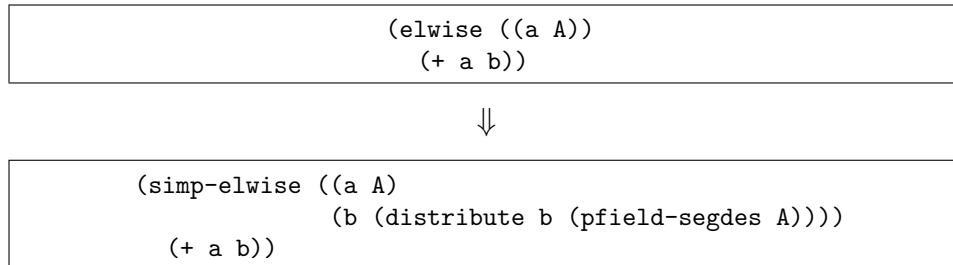 (elwise ((a A))
(+ a b))
⇓
(simp-elwise ((a A)
(b (distribute b (pfield-segdes A))))
(+ a b))